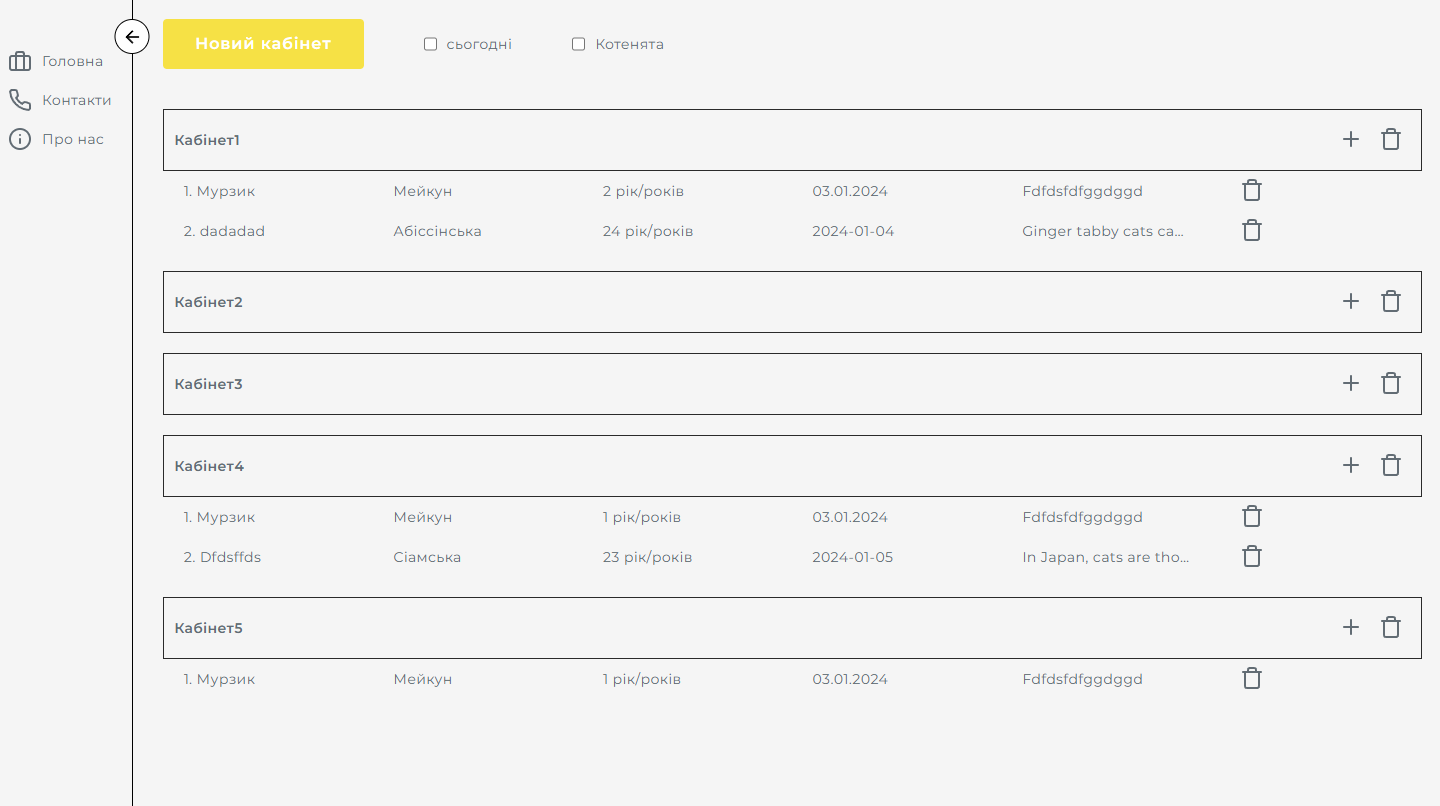 Головна
Контакти
Про нас
Новий кабінет
сьогодні
Котенята
Кабінет1
1. Мурзик Мейкун 2 рік/років 03.01.2024 Fdfdsfdfggdggd
2. dadadad Абіссінська 24 рік/років 2024-01-04 Ginger tabby cats ca...
Кабінет2
Кабінет3
Кабінет4
1. Мурзик Мейкун 1 рік/років 03.01.2024 Fdfdsfdfggdggd
2. Dfdsffds Сіамська 23 рік/років 2024-01-05 In Japan, cats are tho...
Кабінет5
1. Мурзик Мейкун 1 рік/років 03.01.2024 Fdfdsfdfggdggd